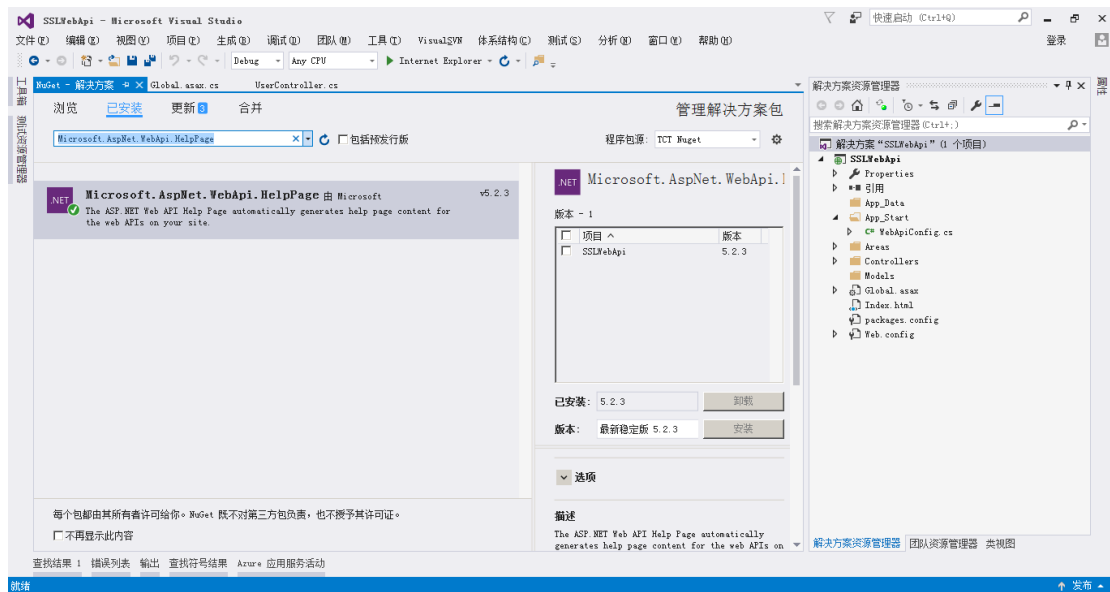 SSLWebApi - Microsoft Visual Studio
快速启动 (Ctrl+Q)
文件(F) 编辑(E) 视图(V) 项目(P) 生成(B) 调试(D) 团队(M) 工具(T) VisualSVN 体系结构(C) 测试(S) 分析(N) 窗口(W) 帮助(H)
登录
Debug Any CPU Internet Explorer
工具箱
测试资源管理器
NuGet - 解决方案 Global.asax.cs UserController.cs
浏览 已安装 更新 3 合并
管理解决方案包
Microsoft.AspNet.WebApi.HelpPage
包括预发行版
程序包源: TCT Nuget
.NET
Microsoft.AspNet.WebApi.HelpPage 由 Microsoft
v5.2.3
The ASP.NET Web API Help Page automatically generates help page content for
the web APIs on your site.
每个包都由其所有者许可给你。NuGet 既不对第三方包负责，也不授予其许可证。
不再显示此内容
.NET
Microsoft.AspNet.WebApi.
版本 - 1
项目 版本
SSLWebApi 5.2.3
已安装: 5.2.3 卸载
版本: 最新稳定版 5.2.3 安装
选项
描述
The ASP.NET Web API Help Page automatically
generates help page content for the web APIs on
解决方案资源管理器
搜索解决方案资源管理器(Ctrl+;)
解决方案“SSLWebApi”(1 个项目)
SSLWebApi
Properties
引用
App_Data
App_Start
C# WebApiConfig.cs
Areas
Controllers
Models
Global.asax
Index.html
packages.config
Web.config
解决方案资源管理器 团队资源管理器 类视图
属性
查找结果 1 错误列表 输出 查找符号结果 Azure 应用服务活动
就绪
发布